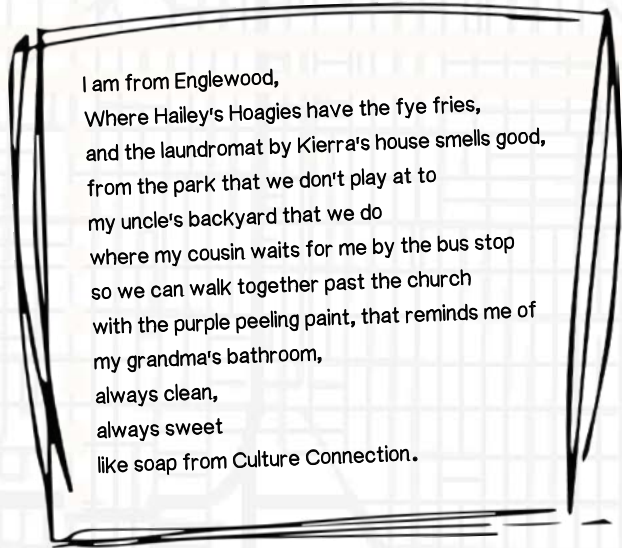 I am from Englewood,
Where Hailey's Hoagies have the fye fries,
and the laundromat by Kierra's house smells good,
from the park that we don't play at to
my uncle's backyard that we do
where my cousin waits for me by the bus stop
so we can walk together past the church
with the purple peeling paint, that reminds me of
my grandma's bathroom,
always clean,
always sweet
like soap from Culture Connection.